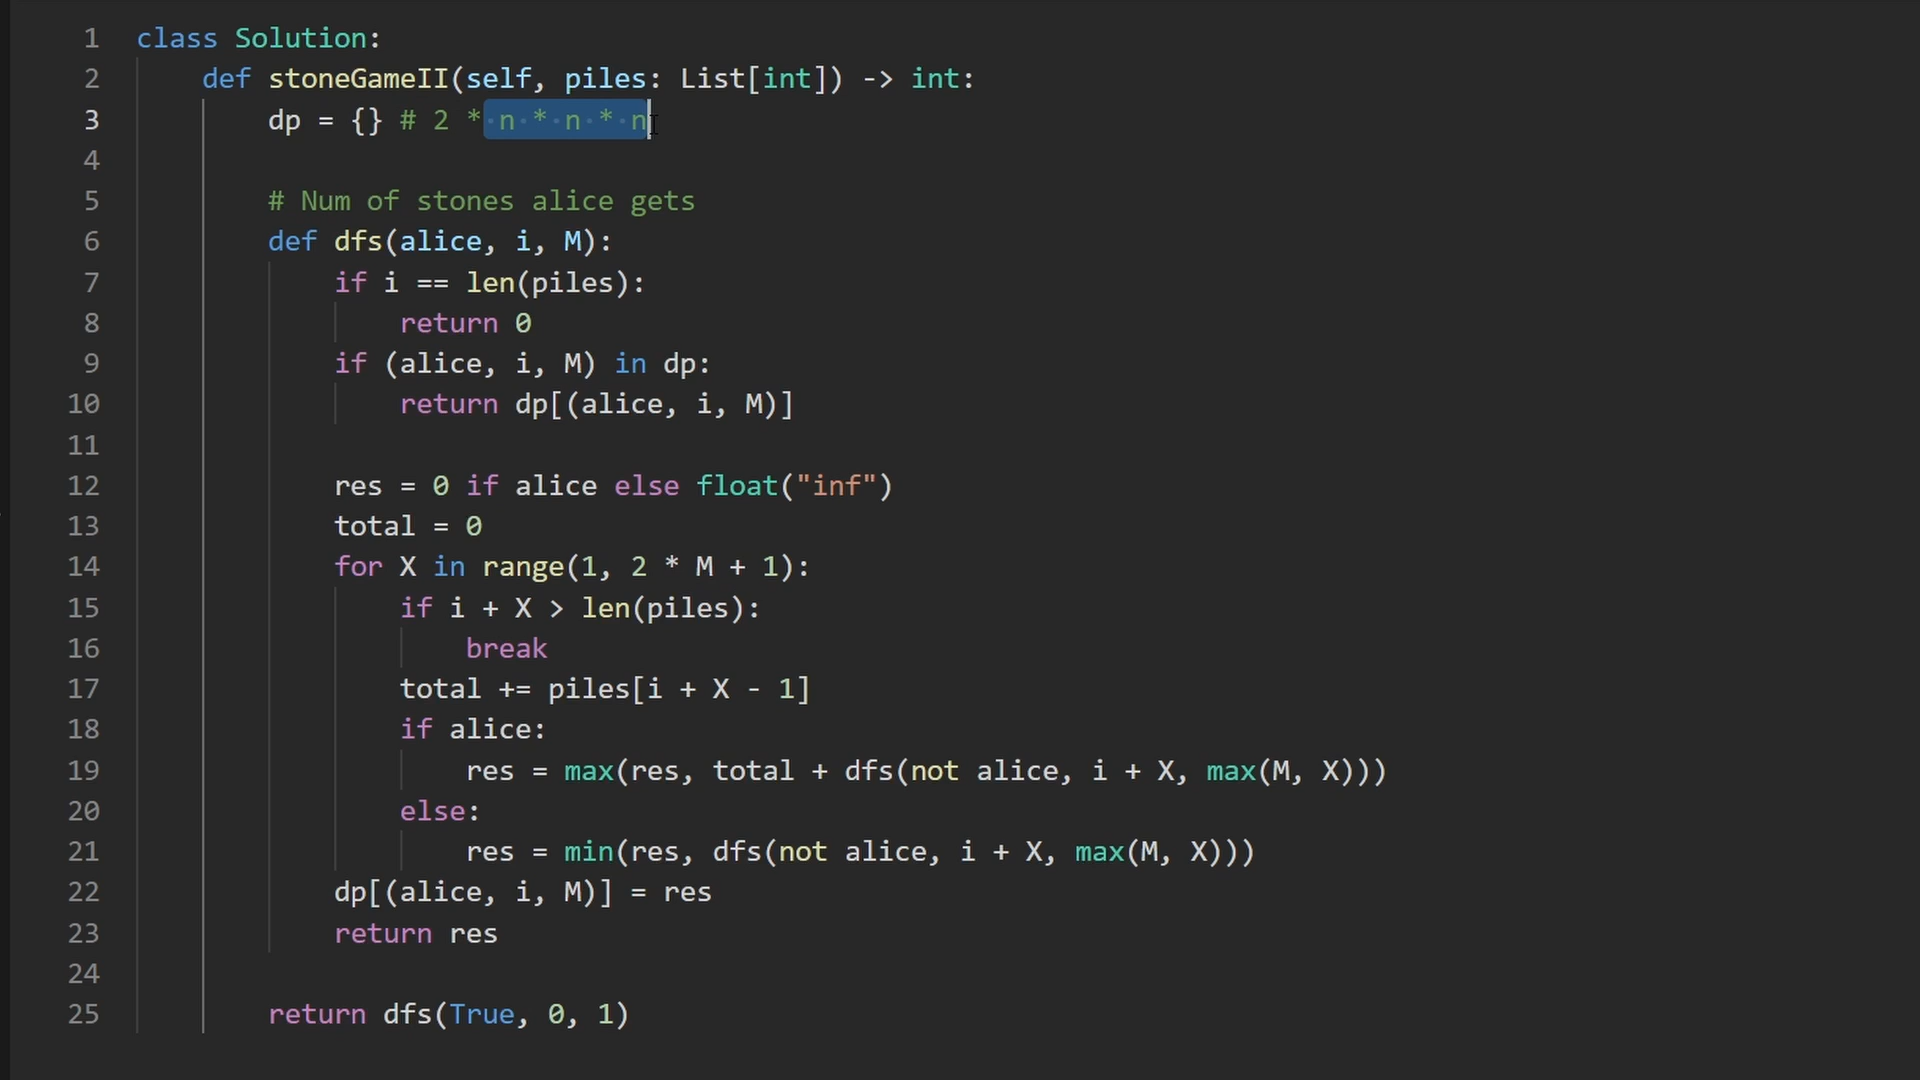 1 class Solution:
2 def stoneGameII(self, piles: List[int]) -> int:
3 dp = {} # 2 * n * n * n
4
5 # Num of stones alice gets
6 def dfs(alice, i, M):
7 if i == len(piles):
8 return 0
9 if (alice, i, M) in dp:
10 return dp[(alice, i, M)]
11
12 res = 0 if alice else float("inf")
13 total = 0
14 for X in range(1, 2 * M + 1):
15 if i + X > len(piles):
16 break
17 total += piles[i + X - 1]
18 if alice:
19 res = max(res, total + dfs(not alice, i + X, max(M, X)))
20 else:
21 res = min(res, dfs(not alice, i + X, max(M, X)))
22 dp[(alice, i, M)] = res
23 return res
24
25 return dfs(True, 0, 1)